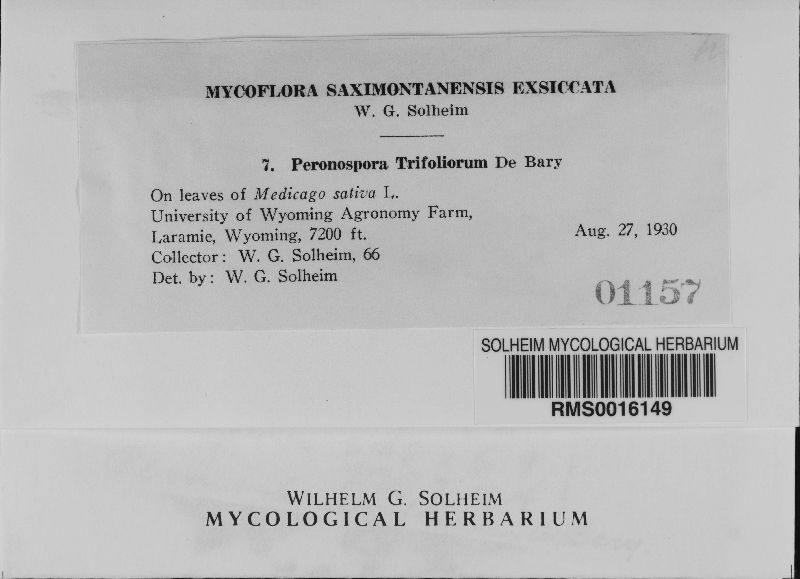 MYCOFLORA SAXIMONTANENSIS EXSICCATA
W. G. Solheim
7. Peronospora Trifoliorum De Bary
On leaves of Medicago sativa L.
University of Wyoming Agronomy Farm,
Laramie, Wyoming, 7200 ft.
Aug. 27, 1930
Collector: W. G. Solheim, 66
Det. by: W. G. Solheim
01157
SOLHEIM MYCOLOGICAL HERBARIUM
RMS0016149
WILHELM G. SOLHEIM
MYCOLOGICAL HERBARIUM